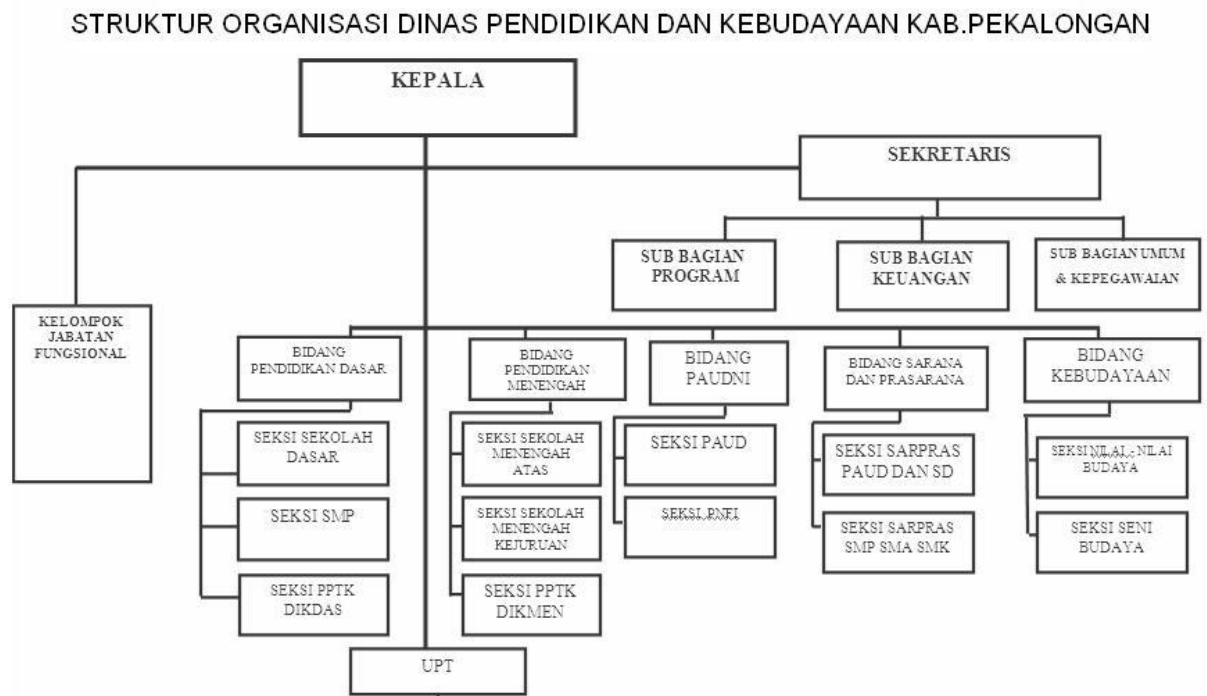 STRUKTUR ORGANISASI DINAS PENDIDIKAN DAN KEBUDAYAAN KAB.PEKALONGAN
KEPALA
SEKRETARIS
SUB BAGIAN
PROGRAM
SUB BAGIAN
KEUANGAN
SUB BAGIAN UMUM
& KEPEGAWAIAN
KELOMPOK
JABATAN
FUNGSIONAL
BIDANG
PENDIDIKAN DASAR
BIDANG
PENDIDIKAN
MENENGAH
BIDANG
PAUDNI
BIDANG SARANA
DAN PRASARANA
BIDANG
KEBUDAYAAN
SEKSI SEKOLAH
DASAR
SEKSI SMP
SEKSI PPTK
DIKDAS
SEKSI SEKOLAH
MENENGAH
ATAS
SEKSI SEKOLAH
MENENGAH
KEJURUAN
SEKSI PPTK
DIKMEN
SEKSI PAUD
SEKSI PNFI
SEKSI SARPRAS
PAUD DAN SD
SEKSI SARPRAS
SMP SMA SMK
SEKSI NILAI - NILAI
BUDAYA
SEKSI SENI
BUDAYA
UPT